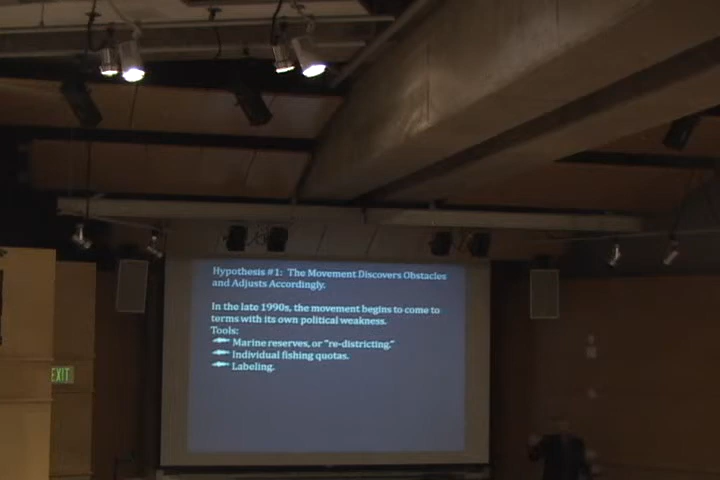 Hypothesis #1: The Movement Discovers Obstacles
and Adjusts Accordingly.
In the late 1990s, the movement begins to come to
terms with its own political weakness.
Tools:
Marine reserves, or "re-districting."
Individual fishing quotas.
Labeling.
EXIT